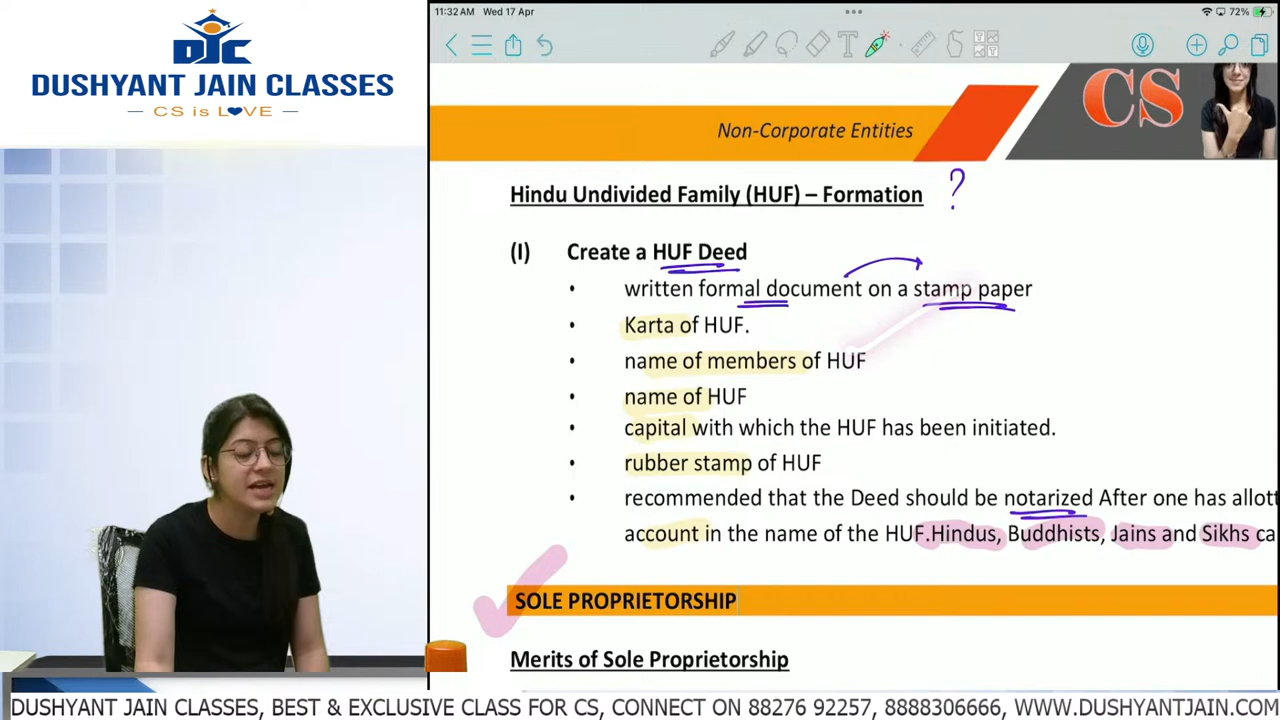 11:32 AM Wed 17 Apr
72%
DJC
DUSHYANT JAIN CLASSES
CS is LOVE
CS
Non-Corporate Entities
Hindu Undivided Family (HUF) – Formation ?
(I) Create a HUF Deed
• written formal document on a stamp paper
• Karta of HUF.
• name of members of HUF
• name of HUF
• capital with which the HUF has been initiated.
• rubber stamp of HUF
• recommended that the Deed should be notarized After one has allott
account in the name of the HUF.Hindus, Buddhists, Jains and Sikhs ca
SOLE PROPRIETORSHIP
Merits of Sole Proprietorship
DUSHYANT JAIN CLASSES, BEST & EXCLUSIVE CLASS FOR CS, CONNECT ON 88276 92257, 8888306666, WWW.DUSHYANTJAIN.COM